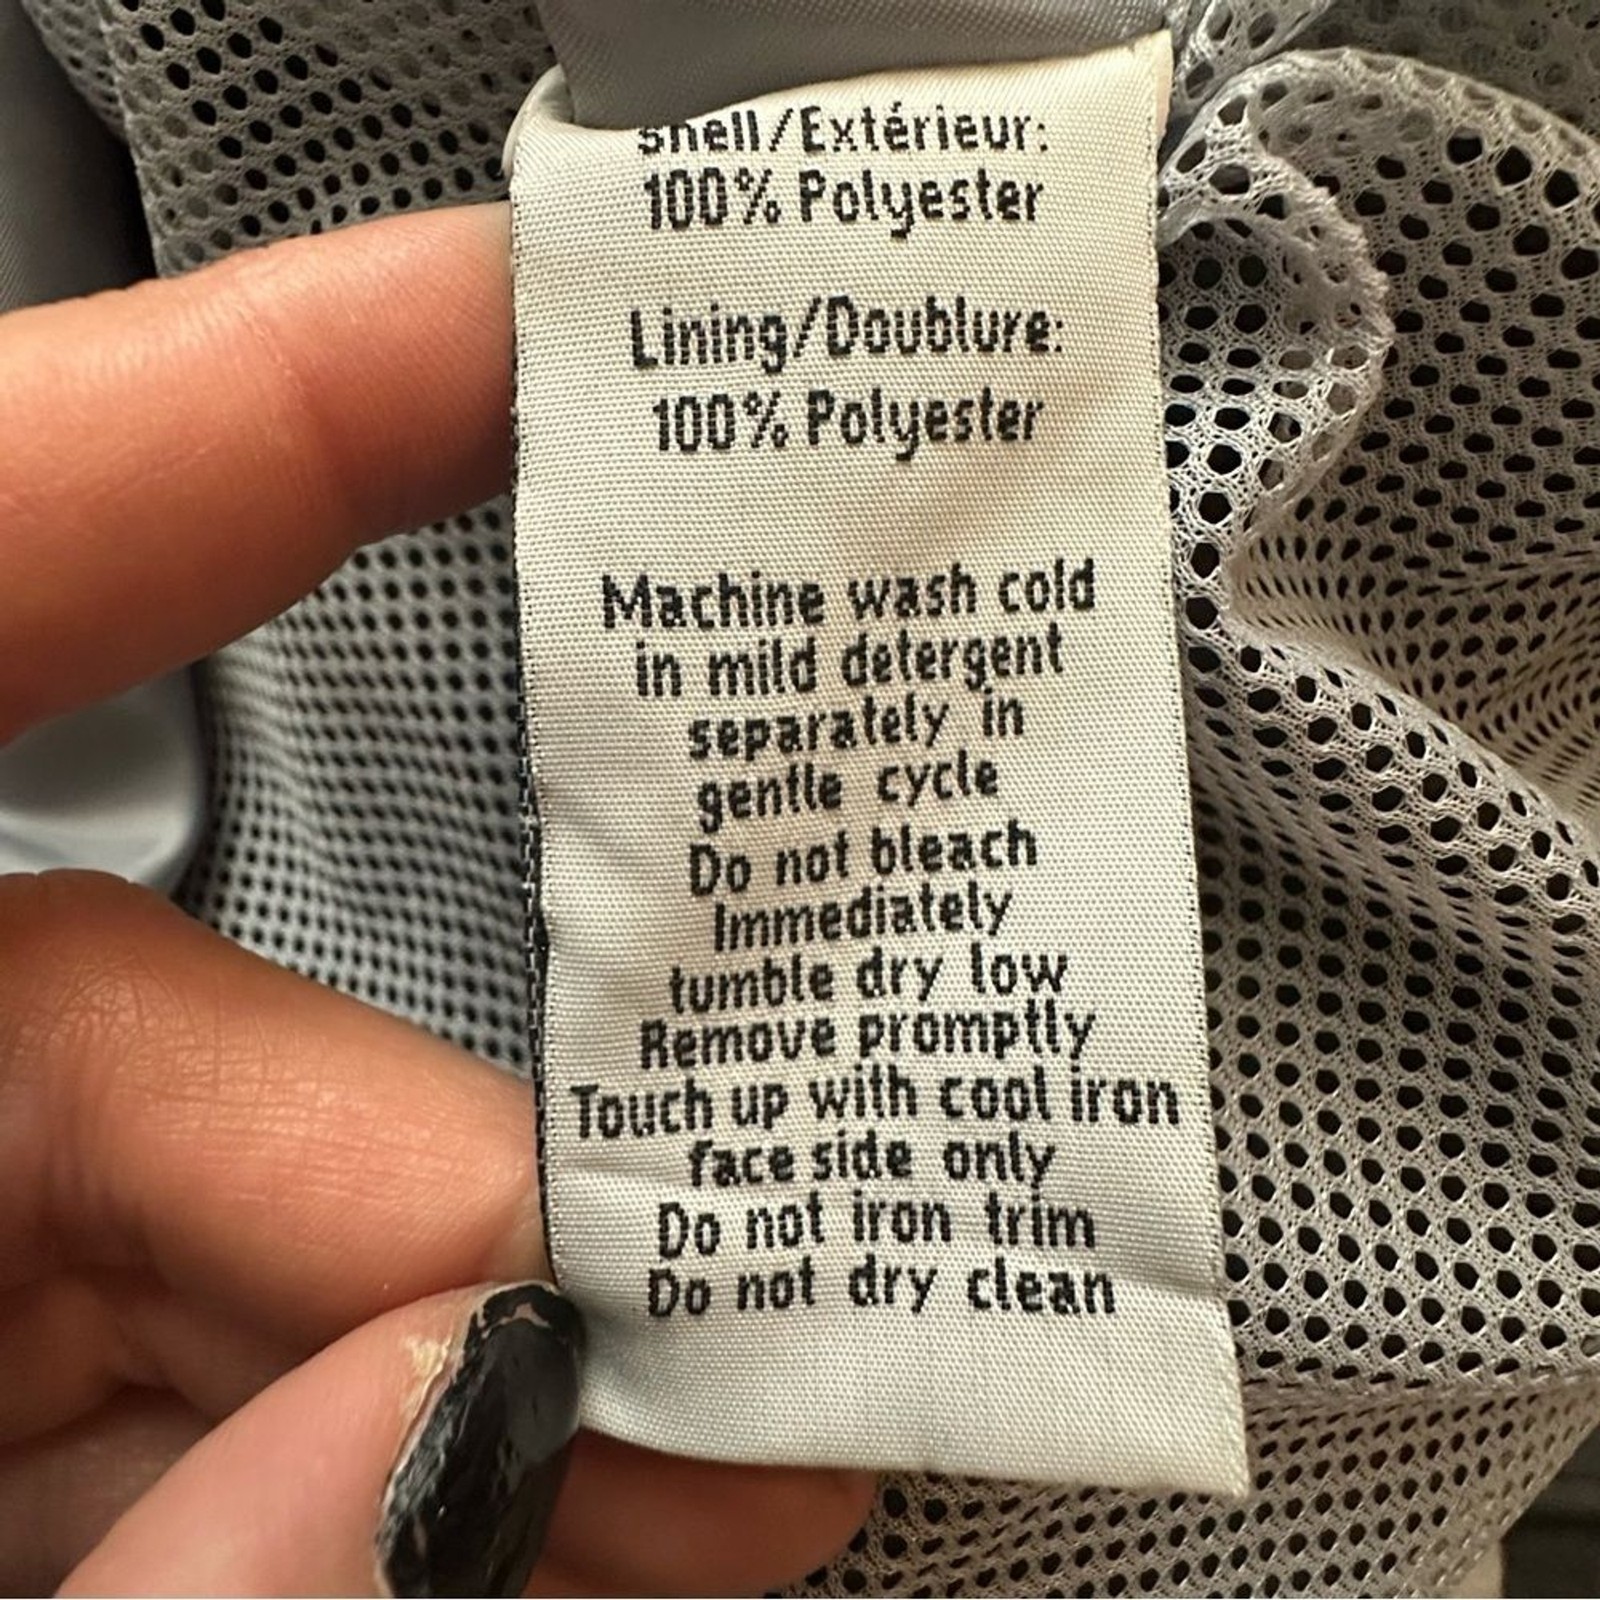 Shell/Extérieur:
100% Polyester
Lining/Doublure:
100% Polyester
Machine wash cold
in mild detergent
separately in
gentle cycle
Do not bleach
Immediately
tumble dry low
Remove promptly
Touch up with cool iron
face side only
Do not iron trim
Do not dry clean